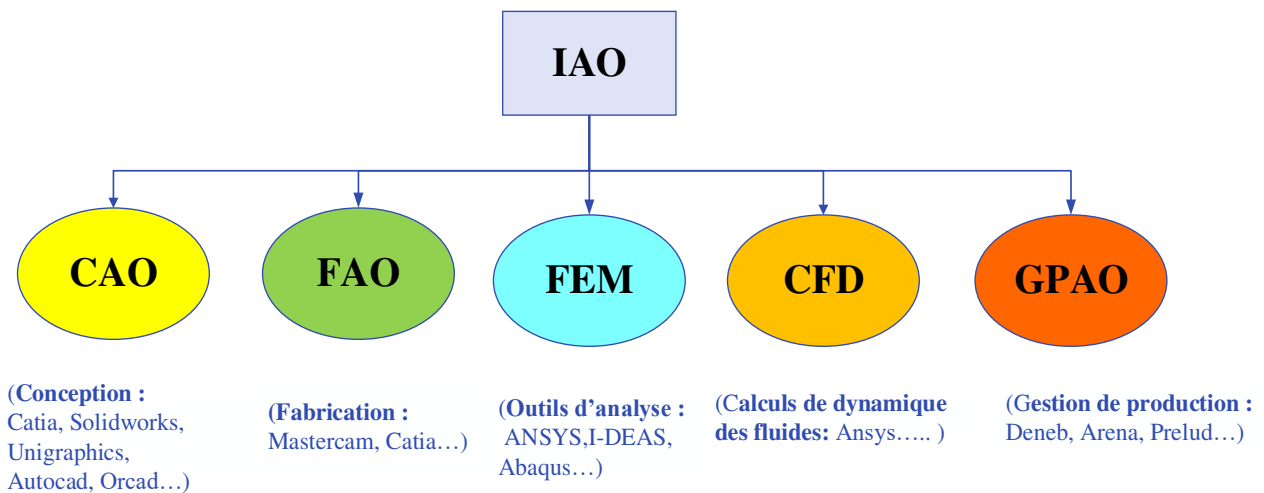 IAO
CAO
FAO
FEM
CFD
GPAO
(Conception :
Catia, Solidworks,
Unigraphics,
Autocad, Orcad…)
(Fabrication :
Mastercam, Catia…)
(Outils d’analyse :
ANSYS,I-DEAS,
Abaqus…)
(Calculs de dynamique
des fluides: Ansys….. )
(Gestion de production :
Deneb, Arena, Prelud…)